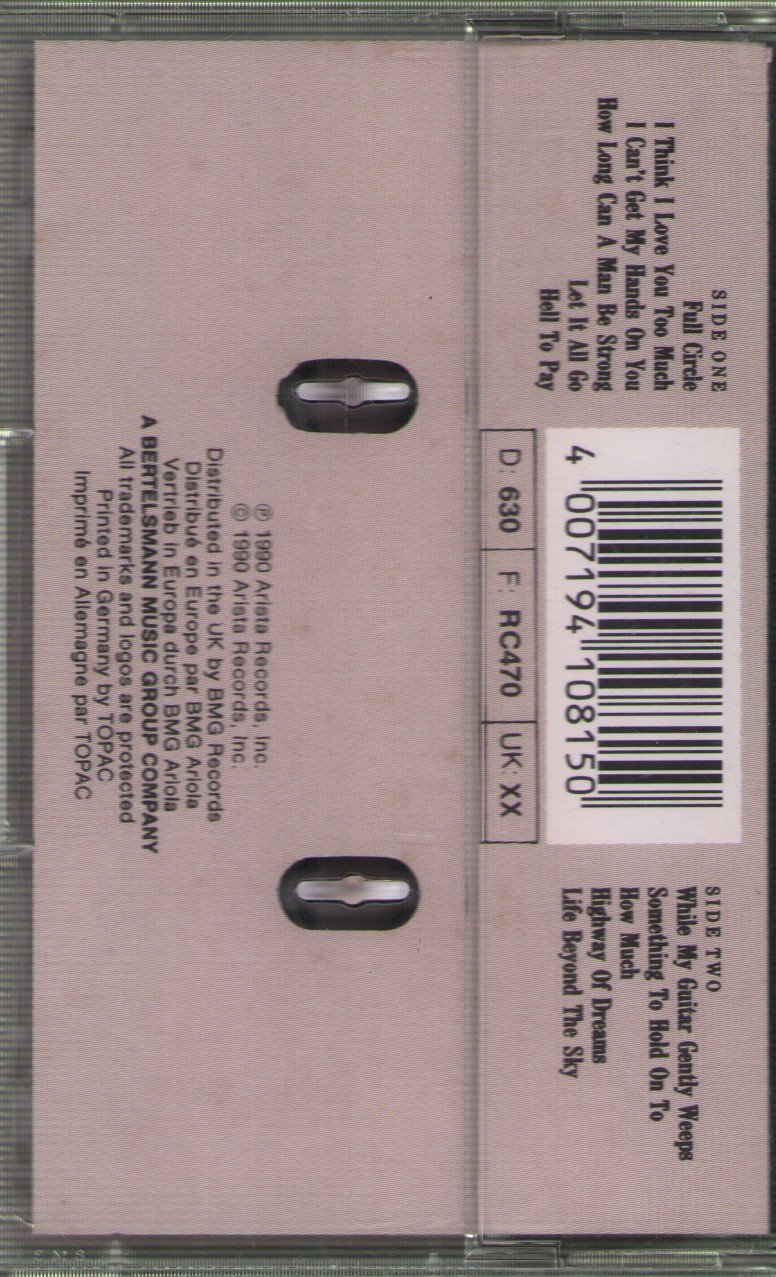 SIDE ONE
Full Circle
I Think I Love You Too Much
I Can't Get My Hands On You
How Long Can A Man Be Strong
Let It All Go
Hell To Pay
4 007194 108150
D: 630 F: RC470 UK: XX
SIDE TWO
While My Guitar Gently Weeps
Something To Hold On To
How Much
Highway Of Dreams
Life Beyond The Sky
℗ 1990 Arista Records, Inc.
© 1990 Arista Records, Inc.
Distributed in the UK by BMG Records
Distribué en Europe par BMG Ariola
Vertrieb in Europa durch BMG Ariola
A BERTELSMANN MUSIC GROUP COMPANY
All trademarks and logos are protected
Printed in Germany by TOPAC
Imprimé en Allemagne par TOPAC